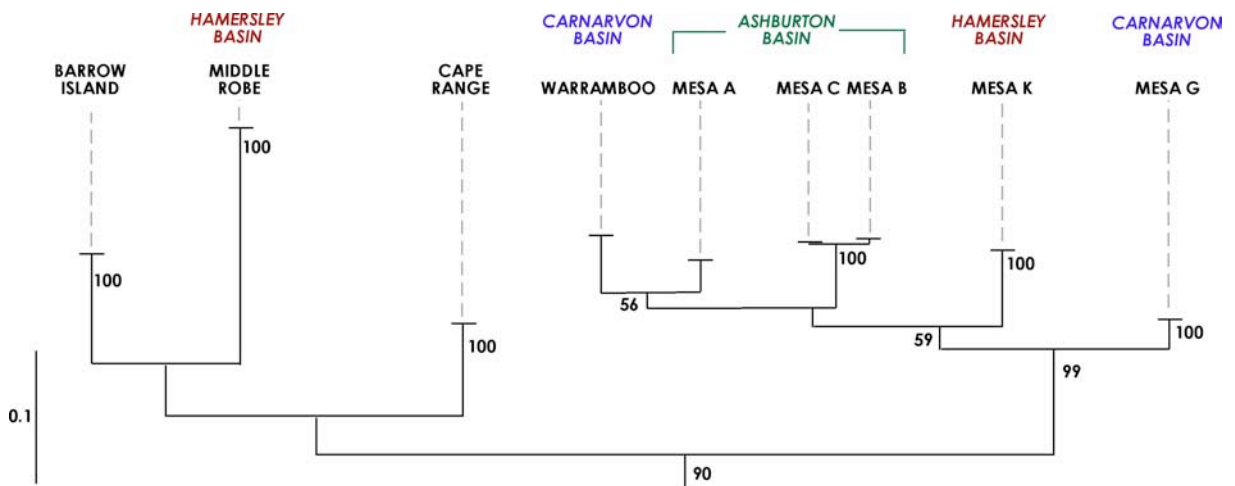 HAMERSLEY
BASIN
CARNARVON
BASIN
ASHBURTON
BASIN
HAMERSLEY
BASIN
CARNARVON
BASIN
BARROW
ISLAND
MIDDLE
ROBE
CAPE
RANGE
WARRAMBOO
MESA A
MESA C
MESA B
MESA K
MESA G
100
100
100
100
100
100
56
59
99
0.1
90